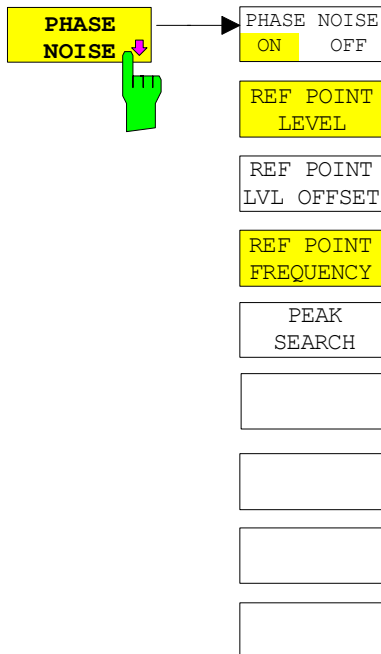 PHASE
NOISE
PHASE NOISE
ON OFF
REF POINT
LEVEL
REF POINT
LVL OFFSET
REF POINT
FREQUENCY
PEAK
SEARCH